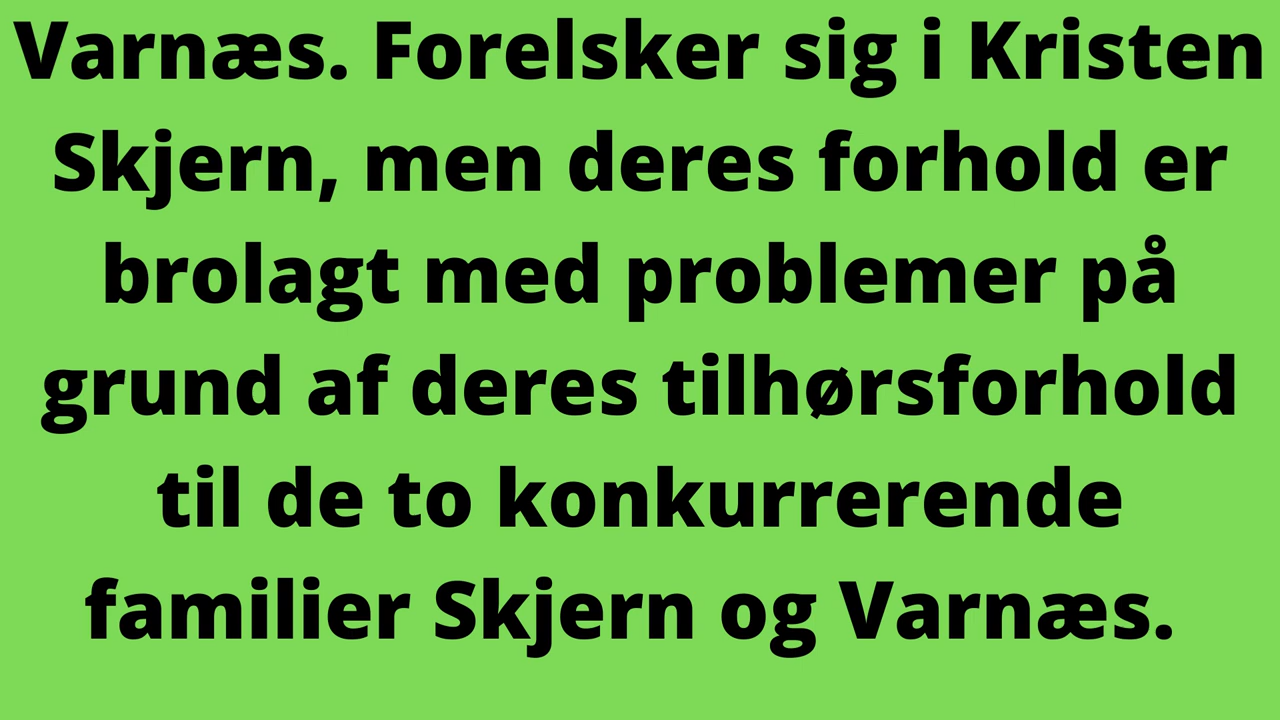 Varnæs. Forelsker sig i Kristen
Skjern, men deres forhold er
brolagt med problemer på
grund af deres tilhørsforhold
til de to konkurrerende
familier Skjern og Varnæs.